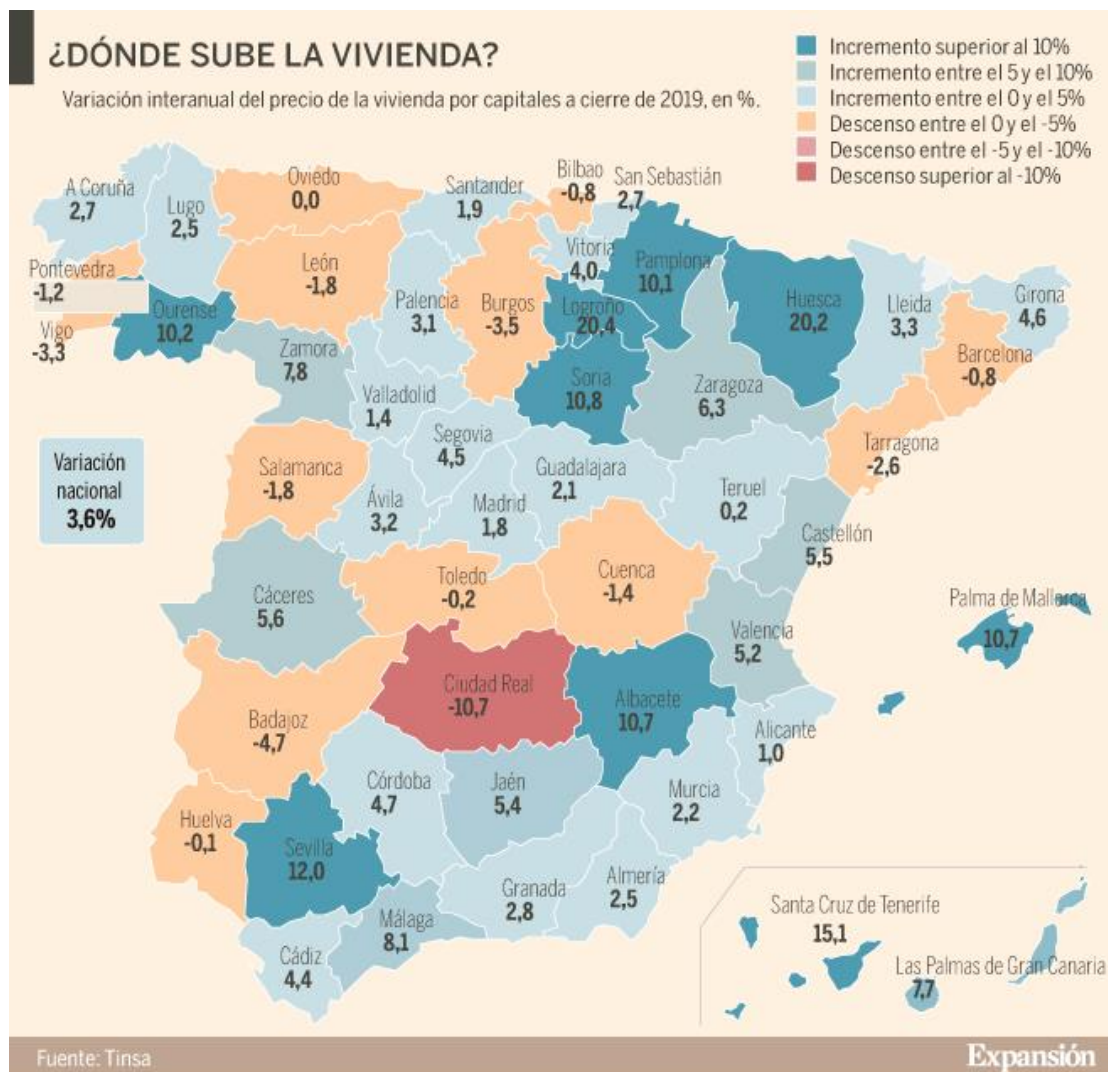 ¿DÓNDE SUBE LA VIVIENDA?
Variación interanual del precio de la vivienda por capitales a cierre de 2019, en %.
Incremento superior al 10%
Incremento entre el 5 y el 10%
Incremento entre el 0 y el 5%
Descenso entre el 0 y el -5%
Descenso entre el -5 y el -10%
Descenso superior al -10%
A Coruña
2,7
Lugo
2,5
Oviedo
0,0
Santander
1,9
Bilbao
-0,8
San Sebastián
2,7
Pontevedra
-1,2
Ourense
10,2
Vigo
-3,3
León
-1,8
Palencia
3,1
Burgos
-3,5
Vitoria
4,0
Logroño
20,4
Pamplona
10,1
Huesca
20,2
Lleida
3,3
Girona
4,6
Barcelona
-0,8
Zamora
7,8
Valladolid
1,4
Soria
10,8
Zaragoza
6,3
Tarragona
-2,6
Variación
nacional
3,6%
Salamanca
-1,8
Segovia
4,5
Ávila
3,2
Madrid
1,8
Guadalajara
2,1
Teruel
0,2
Castellón
5,5
Cáceres
5,6
Toledo
-0,2
Cuenca
-1,4
Valencia
5,2
Palma de Mallorca
10,7
Badajoz
-4,7
Ciudad Real
-10,7
Albacete
10,7
Alicante
1,0
Huelva
-0,1
Sevilla
12,0
Córdoba
4,7
Jaén
5,4
Murcia
2,2
Cádiz
4,4
Málaga
8,1
Granada
2,8
Almería
2,5
Santa Cruz de Tenerife
15,1
Las Palmas de Gran Canaria
7,7
Fuente: Tinsa
Expansión